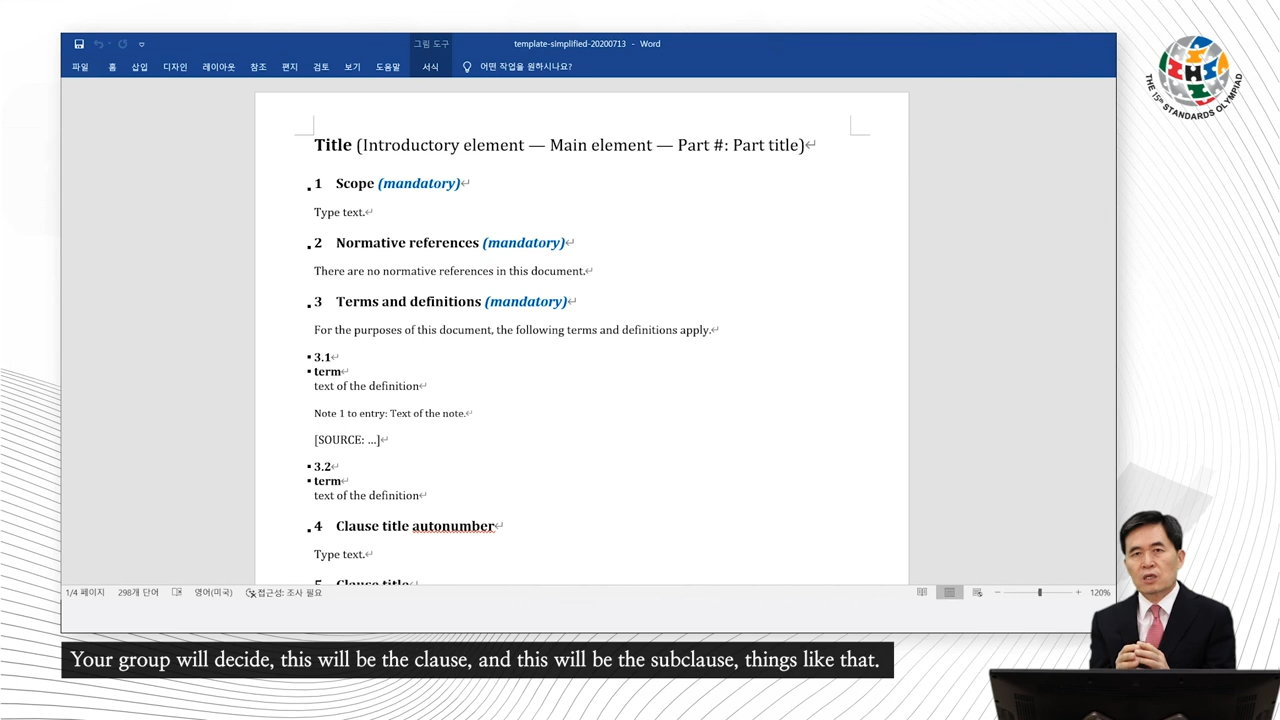 template-simplified-20200713 - Word
그림 도구
파일 홈 삽입 디자인 레이아웃 참조 편지 검토 보기 도움말 서식 어떤 작업을 원하시나요?
THE 15th STANDARDS OLYMPIAD
Title (Introductory element — Main element — Part #: Part title)↵
1 Scope (mandatory)↵
Type text.↵
2 Normative references (mandatory)↵
There are no normative references in this document.↵
3 Terms and definitions (mandatory)↵
For the purposes of this document, the following terms and definitions apply.↵
3.1↵
term↵
text of the definition↵
Note 1 to entry: Text of the note.↵
[SOURCE: ...]↵
3.2↵
term↵
text of the definition↵
4 Clause title autonumber↵
Type text.↵
5 Clause title↵
1/4 페이지 298개 단어 영어(미국) 접근성: 조사 필요 120%
Your group will decide, this will be the clause, and this will be the subclause, things like that.